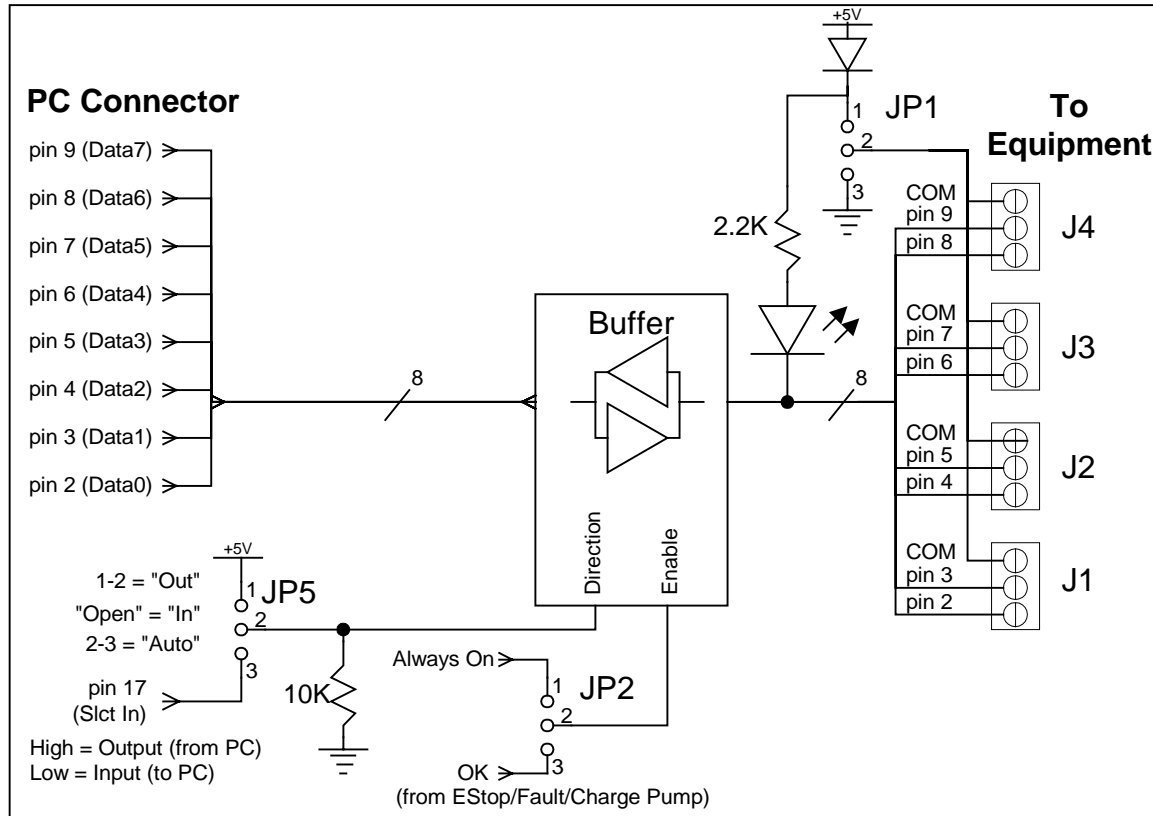 +5V
PC Connector
JP1
To
Equipment
1
2
3
pin 9 (Data7)
pin 8 (Data6)
pin 7 (Data5)
pin 6 (Data4)
pin 5 (Data3)
pin 4 (Data2)
pin 3 (Data1)
pin 2 (Data0)
2.2K
COM
pin 9
pin 8
J4
COM
pin 7
pin 6
J3
COM
pin 5
pin 4
J2
COM
pin 3
pin 2
J1
8
Buffer
8
Direction
Enable
+5V
1-2 = "Out"
"Open" = "In"
2-3 = "Auto"
1
JP5
2
3
pin 17
(Slct In)
High = Output (from PC)
Low = Input (to PC)
10K
Always On
1
JP2
2
3
OK
(from EStop/Fault/Charge Pump)